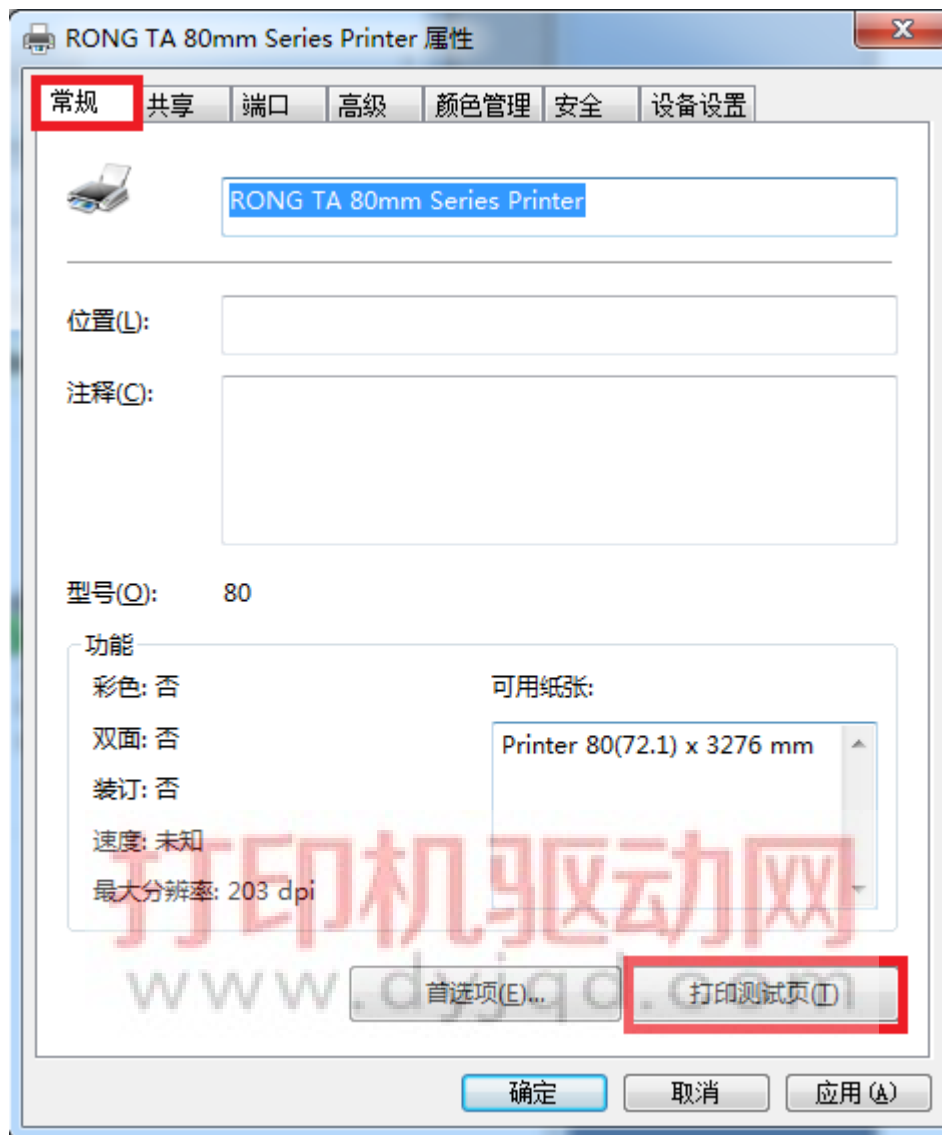 RONG TA 80mm Series Printer 属性
常规 共享 端口 高级 颜色管理 安全 设备设置
RONG TA 80mm Series Printer
位置(L):
注释(C):
型号(O): 80
功能
彩色: 否 可用纸张:
双面: 否 Printer 80(72.1) x 3276 mm
装订: 否
速度: 未知
最大分辨率: 203 dpi
打印机驱动网
www.dyjqd.com
首选项(E)... 打印测试页(T)
确定 取消 应用(A)